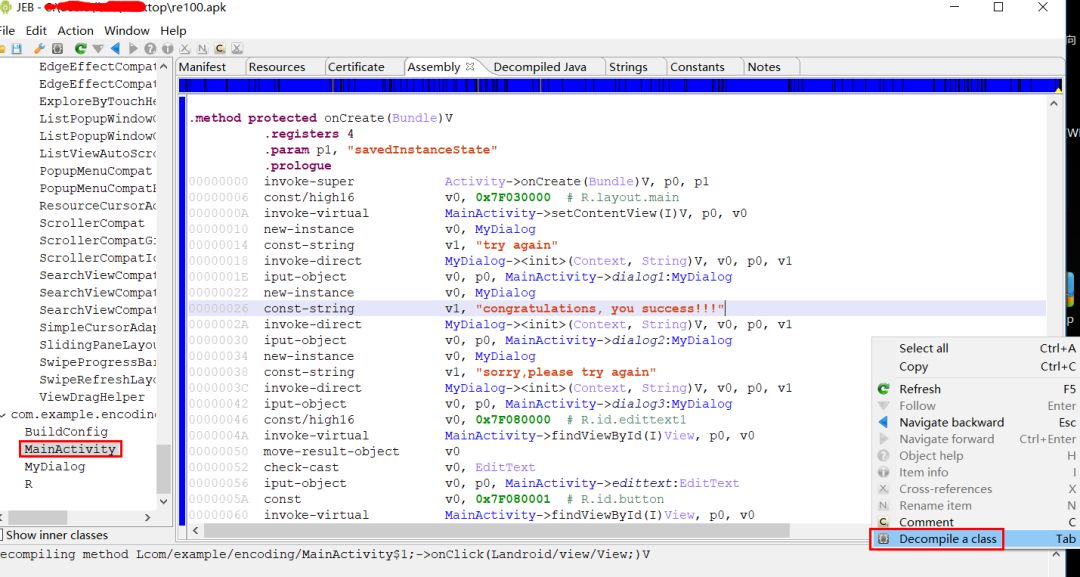 JEB - top\re100.apk
File Edit Action Window Help
EdgeEffectCompat
EdgeEffectCompat
ExploreByTouchHe
ListPopupWindowC
ListPopupWindowC
ListViewAutoScro
PopupMenuCompat
PopupMenuCompatK
ResourceCursorAd
ScrollerCompat
ScrollerCompatGi
ScrollerCompatIc
SearchViewCompat
SearchViewCompat
SearchViewCompat
SimpleCursorAdap
SlidingPaneLayou
SwipeProgressBar
SwipeRefreshLayo
ViewDragHelper
com.example.encoding
BuildConfig
MainActivity
MyDialog
R
Show inner classes
Manifest Resources Certificate Assembly Decompiled Java Strings Constants Notes
.method protected onCreate(Bundle)V
.registers 4
.param p1, "savedInstanceState"
.prologue
00000000 invoke-super Activity->onCreate(Bundle)V, p0, p1
00000006 const/high16 v0, 0x7F030000 # R.layout.main
0000000A invoke-virtual MainActivity->setContentView(I)V, p0, v0
00000010 new-instance v0, MyDialog
00000014 const-string v1, "try again"
00000018 invoke-direct MyDialog-><init>(Context, String)V, v0, p0, v1
0000001E iput-object v0, p0, MainActivity->dialog1:MyDialog
00000022 new-instance v0, MyDialog
00000026 const-string v1, "congratulations, you success!!!"
0000002A invoke-direct MyDialog-><init>(Context, String)V, v0, p0, v1
00000030 iput-object v0, p0, MainActivity->dialog2:MyDialog
00000034 new-instance v0, MyDialog
00000038 const-string v1, "sorry,please try again"
0000003C invoke-direct MyDialog-><init>(Context, String)V, v0, p0, v1
00000042 iput-object v0, p0, MainActivity->dialog3:MyDialog
00000046 const/high16 v0, 0x7F080000 # R.id.edittext1
0000004A invoke-virtual MainActivity->findViewById(I)View, p0, v0
00000050 move-result-object v0
00000052 check-cast v0, EditText
00000056 iput-object v0, p0, MainActivity->edittext:EditText
0000005A const v0, 0x7F080001 # R.id.button
00000060 invoke-virtual MainActivity->findViewById(I)View, p0, v0
Select all Ctrl+A
Copy Ctrl+C
Refresh F5
Follow Enter
Navigate backward Esc
Navigate forward Ctrl+Enter
Object help H
Item info I
Cross-references X
Rename item N
Comment C
Decompile a class Tab
ecompiling method Lcom/example/encoding/MainActivity$1;->onClick(Landroid/view/View;)V